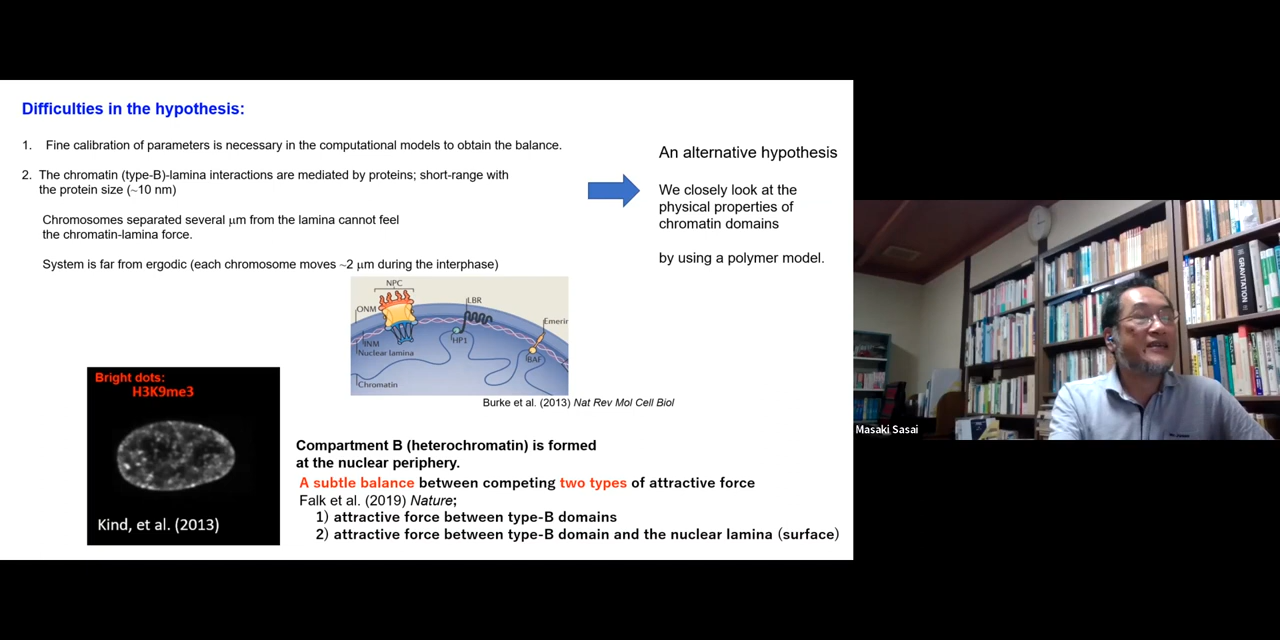 Difficulties in the hypothesis:
1. Fine calibration of parameters is necessary in the computational models to obtain the balance.
2. The chromatin (type-B)-lamina interactions are mediated by proteins; short-range with
the protein size (~10 nm)
Chromosomes separated several μm from the lamina cannot feel
the chromatin-lamina force.
System is far from ergodic (each chromosome moves ~2 μm during the interphase)
An alternative hypothesis
We closely look at the
physical properties of
chromatin domains
by using a polymer model.
NPC
ONM
LBR
Emerin
INM
HP1
Nuclear lamina
BAF
Chromatin
Burke et al. (2013) Nat Rev Mol Cell Biol
Bright dots:
H3K9me3
Kind, et al. (2013)
Compartment B (heterochromatin) is formed
at the nuclear periphery.
A subtle balance between competing two types of attractive force
Falk et al. (2019) Nature;
1) attractive force between type-B domains
2) attractive force between type-B domain and the nuclear lamina (surface)
GRAVITATION
Masaki Sasai